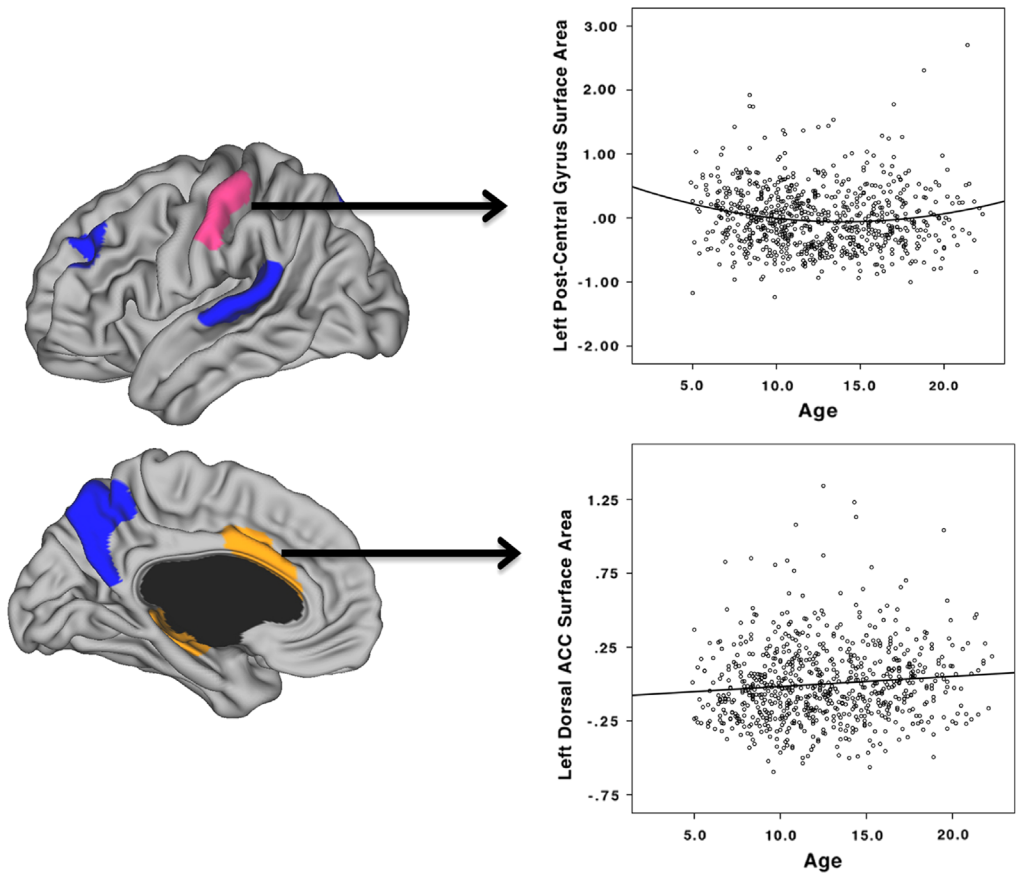 Left Post-Central Gyrus Surface Area
3.00
2.00
1.00
.00
-1.00
-2.00
5.0 10.0 15.0 20.0
Age
Left Dorsal ACC Surface Area
1.25
.75
.25
-.25
-.75
5.0 10.0 15.0 20.0
Age